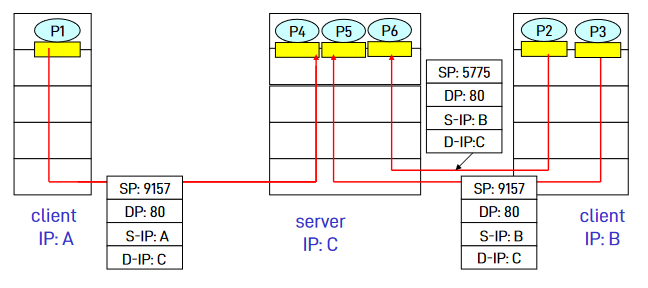 P1
P4
P5
P6
P2
P3
SP: 5775
DP: 80
S-IP: B
D-IP:C
SP: 9157
DP: 80
S-IP: A
D-IP: C
SP: 9157
DP: 80
S-IP: B
D-IP: C
client
IP: A
server
IP: C
client
IP: B